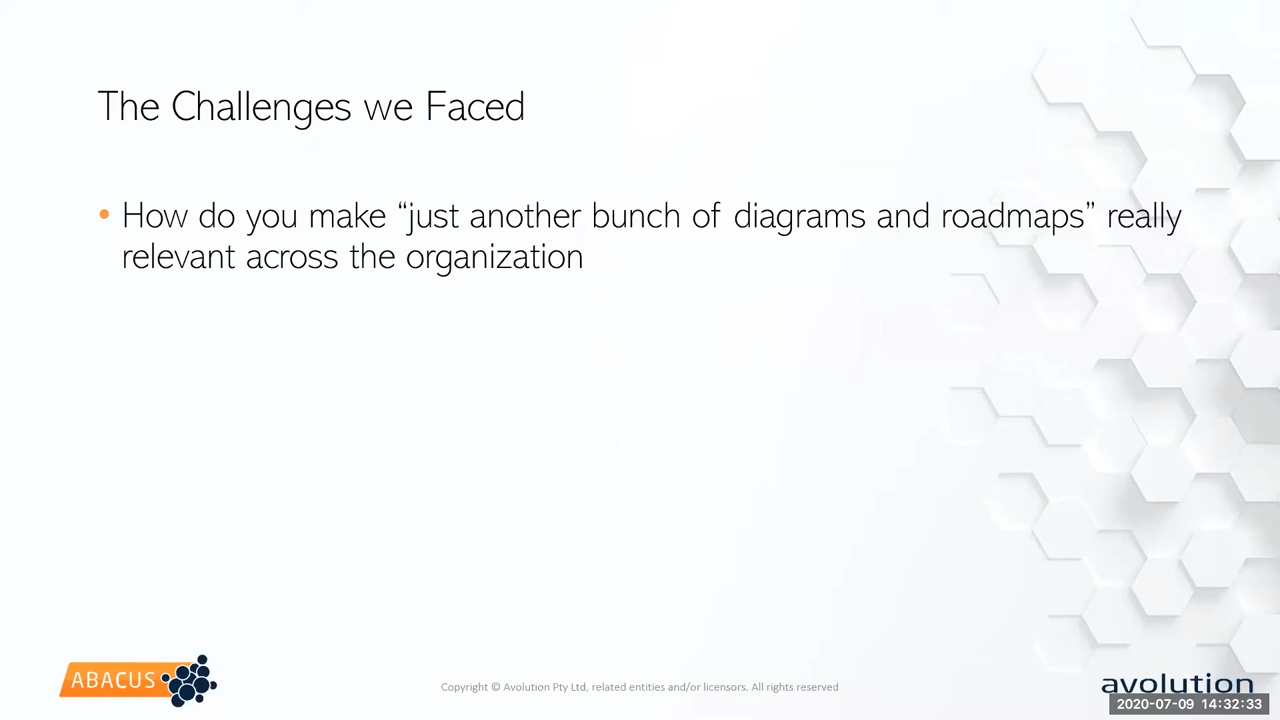 The Challenges we Faced
• How do you make “just another bunch of diagrams and roadmaps” really
relevant across the organization
ABACUS
Copyright © Avolution Pty Ltd, related entities and/or licensors. All rights reserved
avolution
2020-07-09 14:32:33